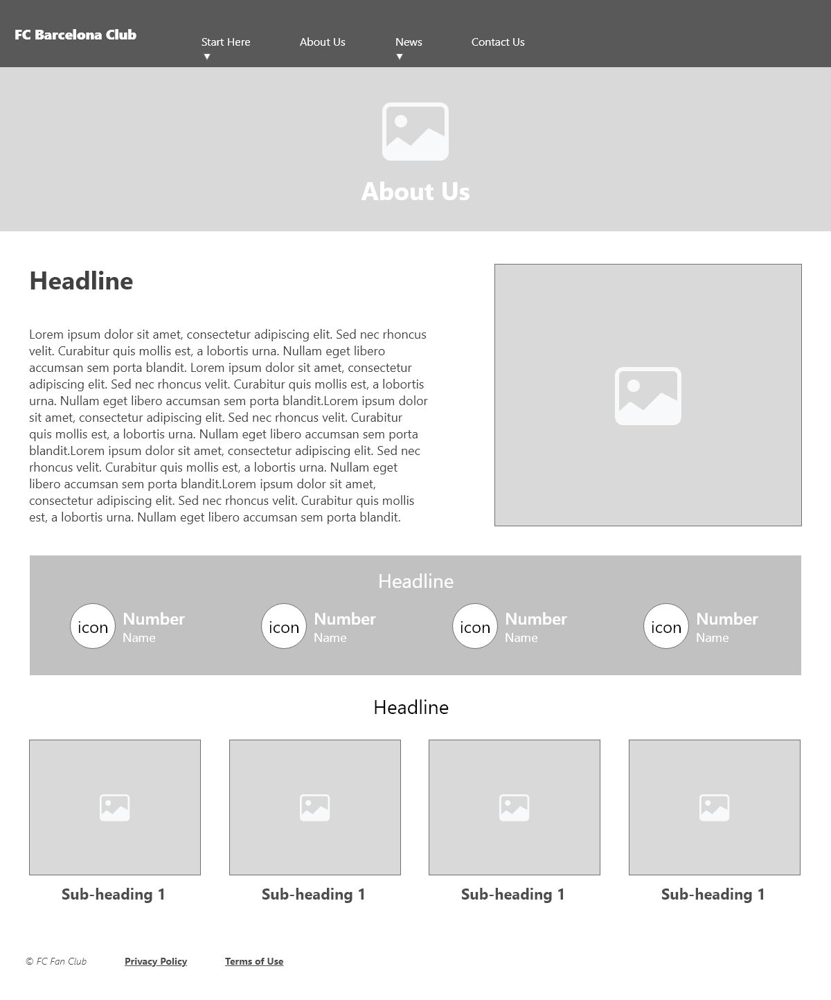 FC Barcelona Club
Start Here
About Us
News
Contact Us
▼
▼
About Us
Headline
Lorem ipsum dolor sit amet, consectetur adipiscing elit. Sed nec rhoncus
velit. Curabitur quis mollis est, a lobortis urna. Nullam eget libero
accumsan sem porta blandit. Lorem ipsum dolor sit amet, consectetur
adipiscing elit. Sed nec rhoncus velit. Curabitur quis mollis est, a lobortis
urna. Nullam eget libero accumsan sem porta blandit.Lorem ipsum dolor
sit amet, consectetur adipiscing elit. Sed nec rhoncus velit. Curabitur
quis mollis est, a lobortis urna. Nullam eget libero accumsan sem porta
blandit.Lorem ipsum dolor sit amet, consectetur adipiscing elit. Sed nec
rhoncus velit. Curabitur quis mollis est, a lobortis urna. Nullam eget
libero accumsan sem porta blandit.Lorem ipsum dolor sit amet,
consectetur adipiscing elit. Sed nec rhoncus velit. Curabitur quis mollis
est, a lobortis urna. Nullam eget libero accumsan sem porta blandit.
Headline
icon
Number
Name
icon
Number
Name
icon
Number
Name
icon
Number
Name
Headline
Sub-heading 1
Sub-heading 1
Sub-heading 1
Sub-heading 1
© FC Fan Club
Privacy Policy
Terms of Use